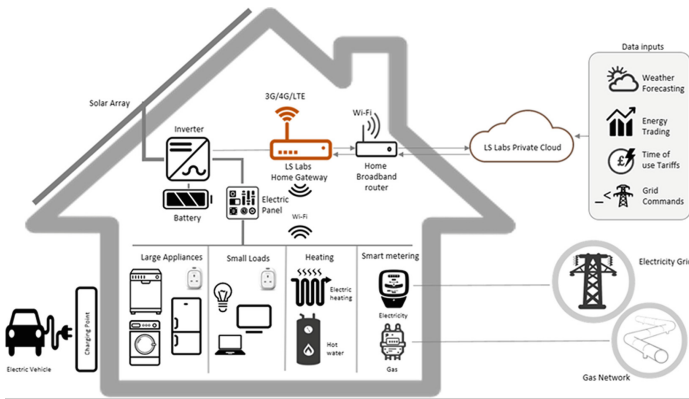 Data inputs
Weather
Forecasting
Energy
Trading
Time of
use Tariffs
Grid
Commands
Solar Array
3G/4G/LTE
Wi-Fi
Inverter
LS Labs
Home Gateway
Home
Broadband
router
LS Labs Private Cloud
Battery
Electric
Panel
Wi-Fi
Large Appliances
Small Loads
Heating
Smart metering
Electric
heating
Hot
water
Electricity
Gas
Electricity Grid
Gas Network
Charging Point
Electric Vehicle